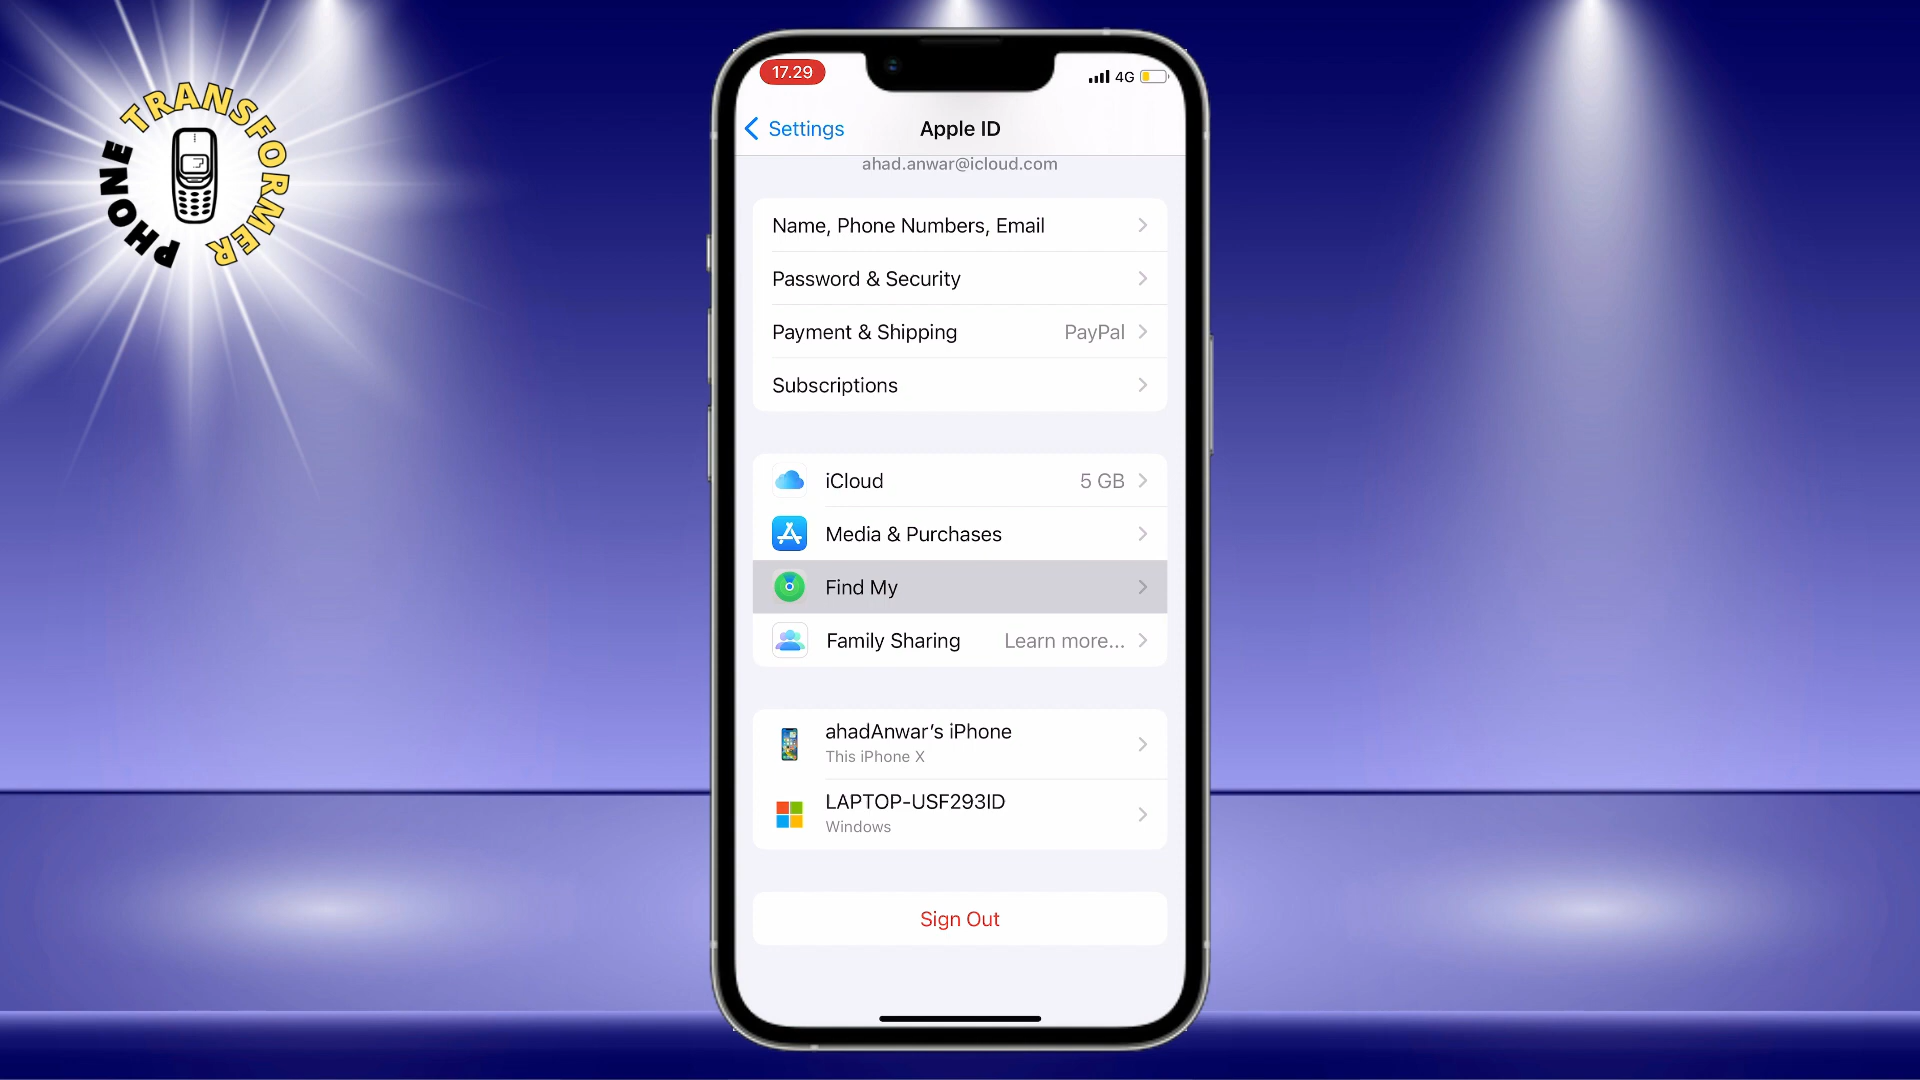 PHONE TRANSFORMER
17.29
4G
Settings
Apple ID
ahad.anwar@icloud.com
Name, Phone Numbers, Email
Password & Security
Payment & Shipping PayPal
Subscriptions
iCloud 5 GB
Media & Purchases
Find My
Family Sharing Learn more...
ahadAnwar's iPhone
This iPhone X
LAPTOP-USF293ID
Windows
Sign Out